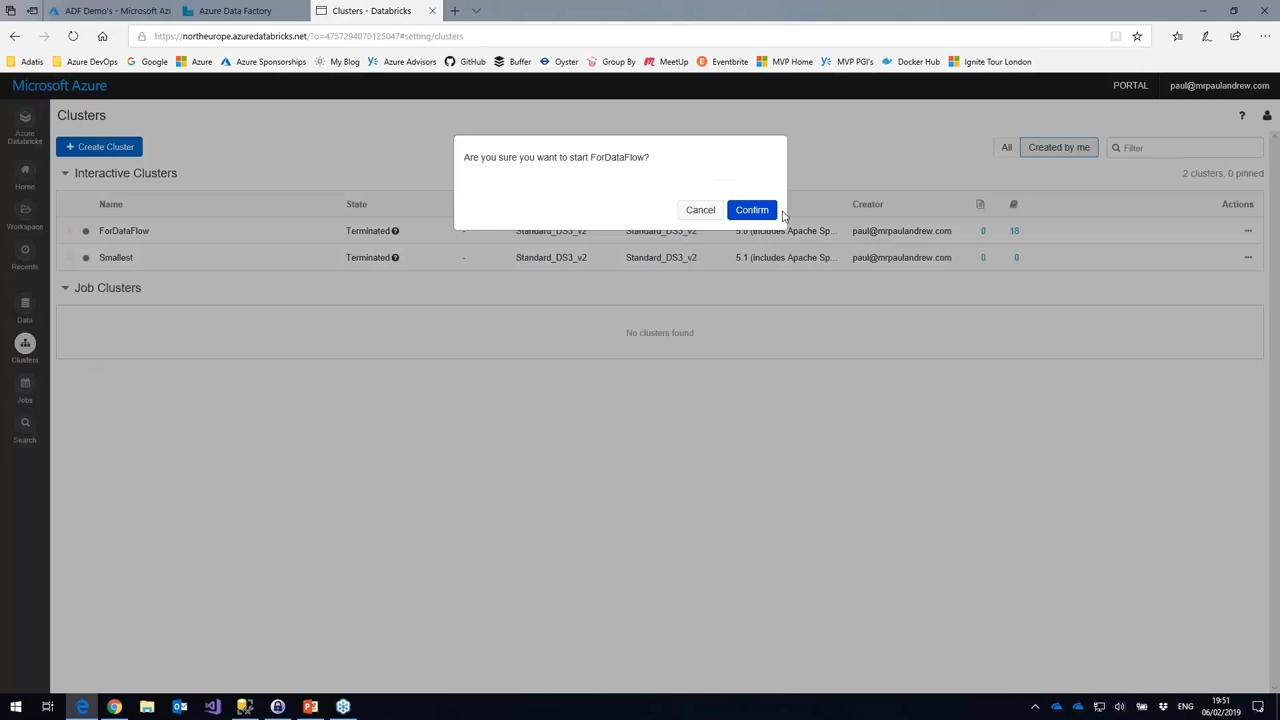 ADF Demo's - Microsoft Azi
Azure Data Factory
Clusters - Databricks
https://northeurope.azuredatabricks.net/?o=4757294070125047#setting/clusters
Adatis
Azure DevOps
Google
Azure
Azure Sponsorships
My Blog
Azure Advisors
GitHub
Buffer
Oyster
Group By
MeetUp
Eventbrite
MVP Home
MVP PGI's
Docker Hub
Ignite Tour London
Microsoft Azure
PORTAL
paul@mrpaulandrew.com
Azure
Databricks
Home
Workspace
Recents
Data
Clusters
Jobs
Search
Clusters
+ Create Cluster
All
Created by me
Filter
Interactive Clusters
2 clusters, 0 pinned
Name State Creator Actions
ForDataFlow Terminated - Standard_DS3_v2 Standard_DS3_v2 5.0 (includes Apache Sp... paul@mrpaulandrew.com 0 18
Smallest Terminated - Standard_DS3_v2 Standard_DS3_v2 5.1 (includes Apache Sp... paul@mrpaulandrew.com 0 0
Job Clusters
No clusters found
Are you sure you want to start ForDataFlow?
Cancel
Confirm
ENG
19:51
06/02/2019